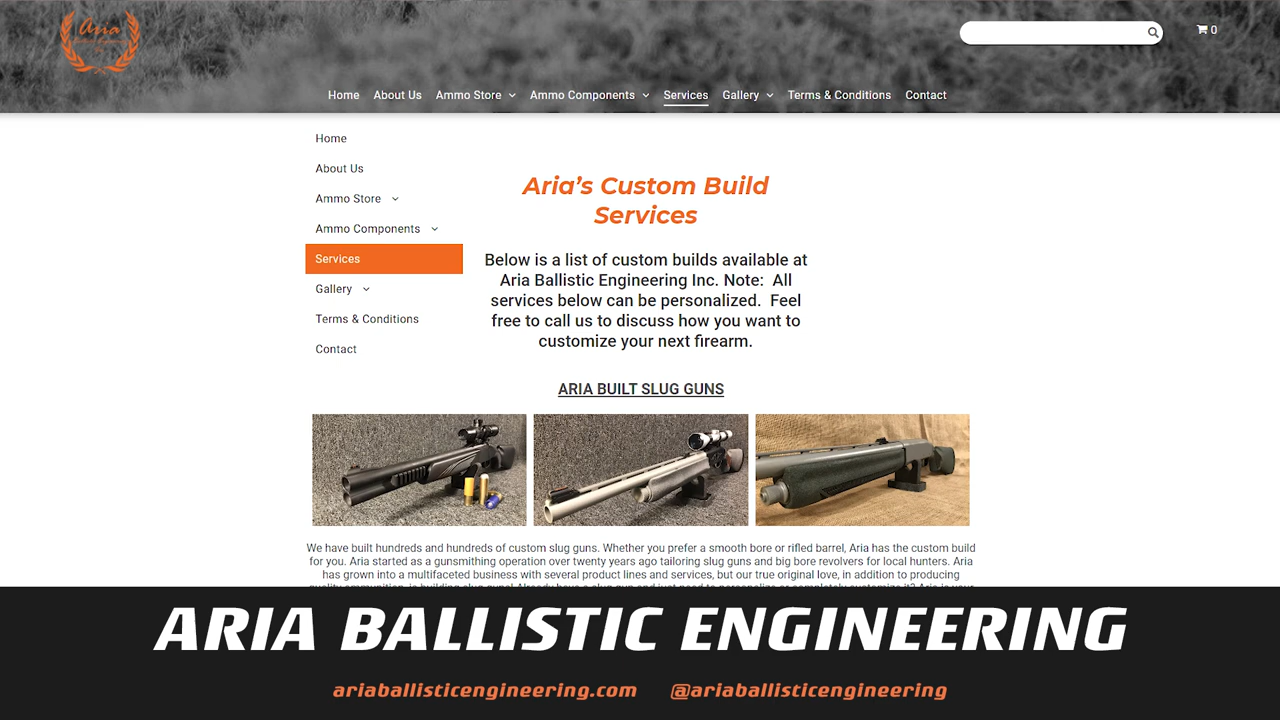 Aria
0
Home About Us Ammo Store Ammo Components Services Gallery Terms & Conditions Contact
Home
About Us
Ammo Store
Ammo Components
Services
Gallery
Terms & Conditions
Contact
Aria’s Custom Build
Services
Below is a list of custom builds available at
Aria Ballistic Engineering Inc. Note: All
services below can be personalized. Feel
free to call us to discuss how you want to
customize your next firearm.
ARIA BUILT SLUG GUNS
We have built hundreds and hundreds of custom slug guns. Whether you prefer a smooth bore or rifled barrel, Aria has the custom build
for you. Aria started as a gunsmithing operation over twenty years ago tailoring slug guns and big bore revolvers for local hunters. Aria
has grown into a multifaceted business with several product lines and services, but our true original love, in addition to producing
ARIA BALLISTIC ENGINEERING
ariaballisticengineering.com @ariaballisticengineering